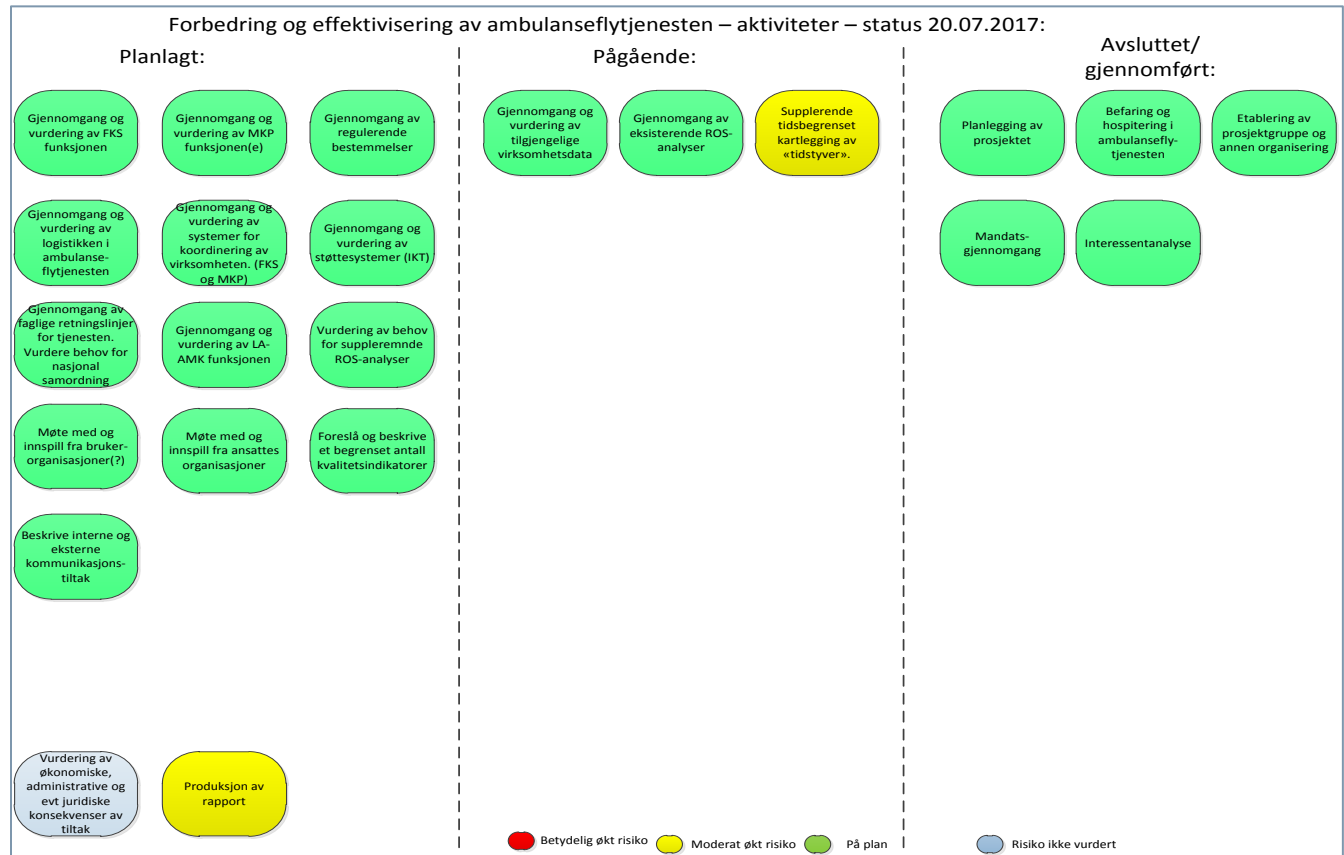 Forbedring og effektivisering av ambulanseflytjenesten – aktiviteter – status 20.07.2017:
Planlagt:
Gjennomgang og
vurdering av FKS
funksjonen
Gjennomgang og
vurdering av MKP
funksjonen(e)
Gjennomgang av
regulerende
bestemmelser
Gjennomgang og
vurdering av
logistikken i
ambulanse-
flytjenesten
Gjennomgang og
vurdering av
systemer for
koordinering av
virksomheten. (FKS
og MKP)
Gjennomgang og
vurdering av
støttesystemer (IKT)
Gjennomgang av
faglige retningslinjer
for tjenesten.
Vurdere behov for
nasjonal
samordning
Gjennomgang og
vurdering av LA-
AMK funksjonen
Vurdering av behov
for suppleremnde
ROS-analyser
Møte med og
innspill fra bruker-
organisasjoner(?)
Møte med og
innspill fra ansattes
organisasjoner
Foreslå og beskrive
et begrenset antall
kvalitetsindikatorer
Beskrive interne og
eksterne
kommunikasjons-
tiltak
Vurdering av
økonomiske,
administrative og
evt juridiske
konsekvenser av
tiltak
Produksjon av
rapport
Pågående:
Gjennomgang og
vurdering av
tilgjengelige
virksomhetsdata
Gjennomgang av
eksisterende ROS-
analyser
Supplerende
tidsbegrenset
kartlegging av
«tidstyver».
Avsluttet/
gjennomført:
Planlegging av
prosjektet
Befaring og
hospitering i
ambulansefly-
tjenesten
Etablering av
prosjektgruppe og
annen organisering
Mandats-
gjennomgang
Interessentanalyse
Betydelig økt risiko
Moderat økt risiko
På plan
Risiko ikke vurdert